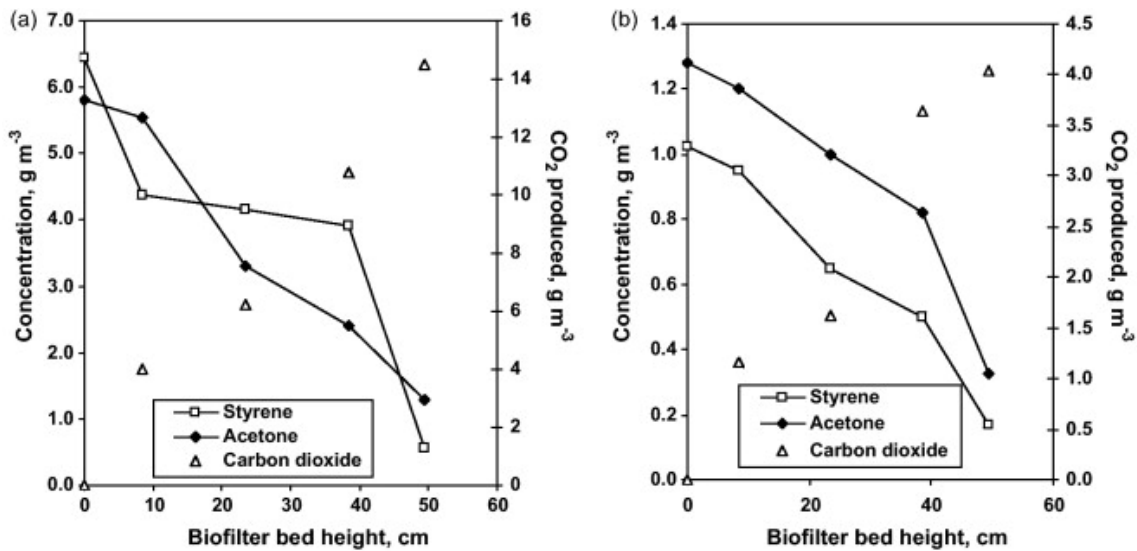 (a)
7.0
6.0
5.0
4.0
3.0
2.0
1.0
0.0
Concentration, g m-3
16
14
12
10
8
6
4
2
0
CO2 produced, g m-3
Styrene
Acetone
Carbon dioxide
0 10 20 30 40 50 60
Biofilter bed height, cm
(b)
1.4
1.2
1.0
0.8
0.6
0.4
0.2
0.0
Concentration, g m-3
4.5
4.0
3.5
3.0
2.5
2.0
1.5
1.0
0.5
0.0
CO2 produced, g m-3
Styrene
Acetone
Carbon dioxide
0 20 40 60
Biofilter bed height, cm